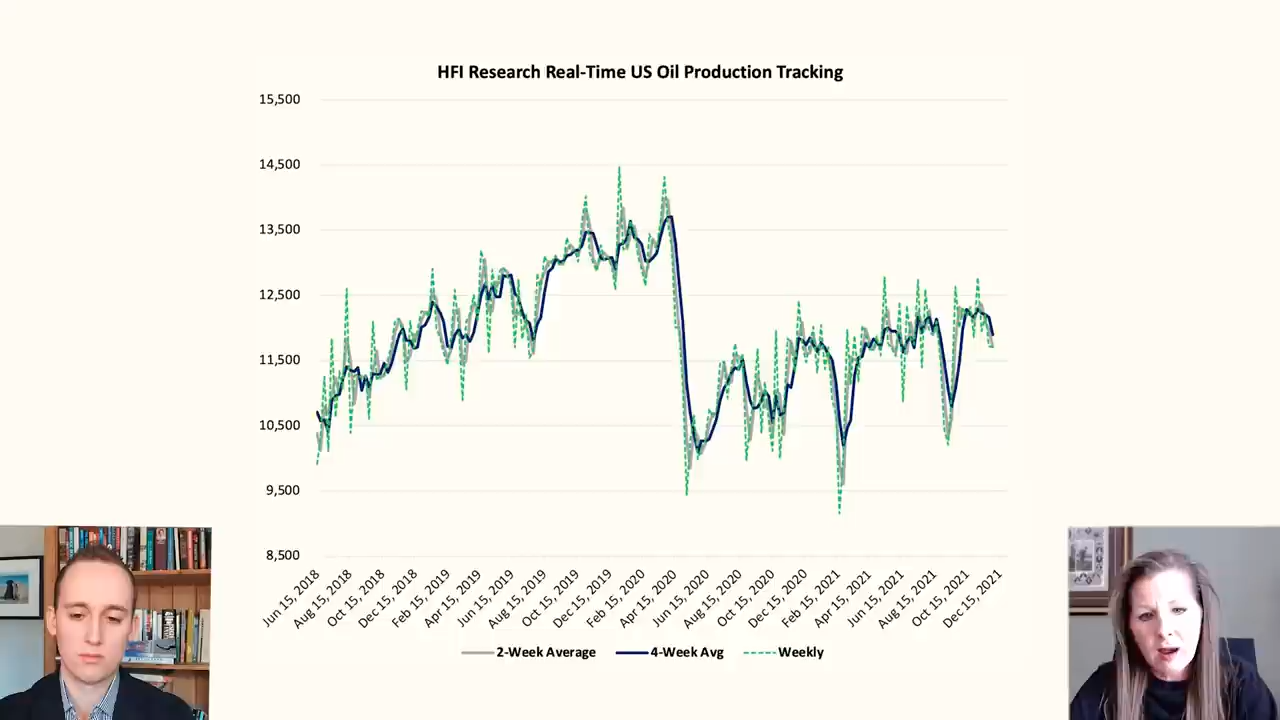 HFI Research Real-Time US Oil Production Tracking
15,500
14,500
13,500
12,500
11,500
10,500
9,500
8,500
Jun 15, 2018
Aug 15, 2018
Oct 15, 2018
Dec 15, 2018
Feb 15, 2019
Apr 15, 2019
Jun 15, 2019
Aug 15, 2019
Oct 15, 2019
Dec 15, 2019
Feb 15, 2020
Apr 15, 2020
Jun 15, 2020
Aug 15, 2020
Oct 15, 2020
Dec 15, 2020
Feb 15, 2021
Apr 15, 2021
Jun 15, 2021
Aug 15, 2021
Oct 15, 2021
Dec 15, 2021
2-Week Average 4-Week Avg Weekly